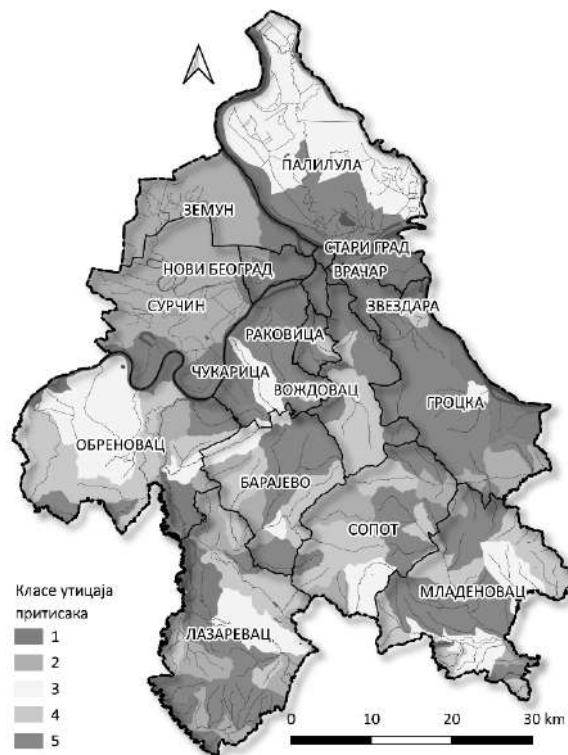 ПАЛИЛУЛА
ЗЕМУН
СТАРИ ГРАД
НОВИ БЕОГРАД
ВРАЧАР
СУРЧИН
ЗВЕЗДАРА
РАКОВИЦА
ЧУКАРИЦА
ВОЖДОВАЦ
ГРОЦКА
ОБРЕНОВАЦ
БАРАЈЕВО
СОПОТ
МЛАДЕНОВАЦ
ЛАЗАРЕВАЦ
Класе утицаја
притисака
1
2
3
4
5
0 10 20 30 km